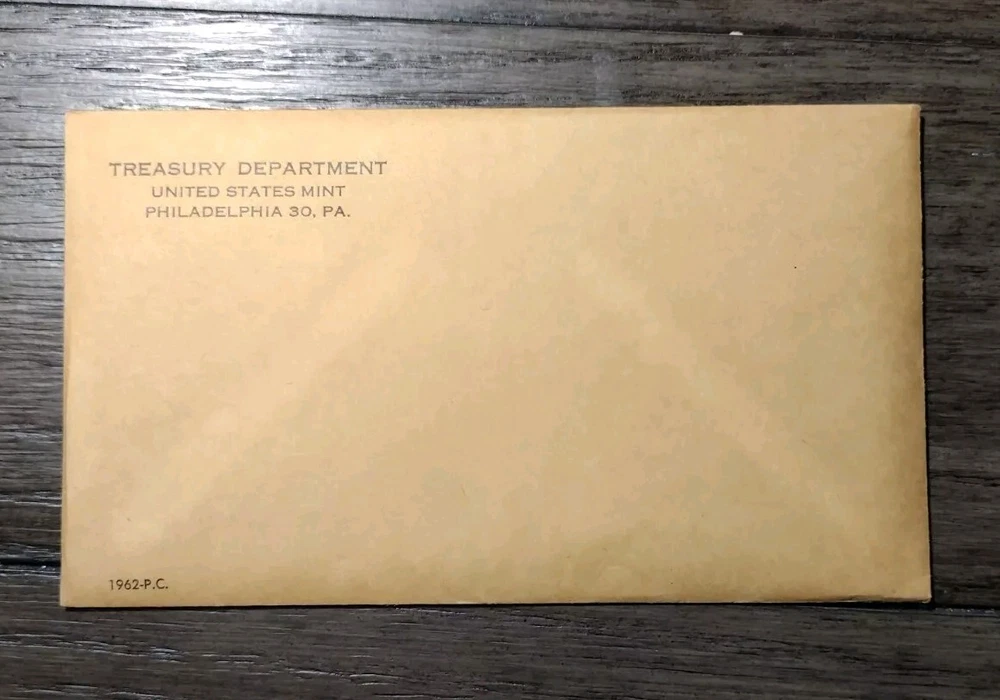 TREASURY DEPARTMENT
UNITED STATES MINT
PHILADELPHIA 30, PA.
1962-P.C.